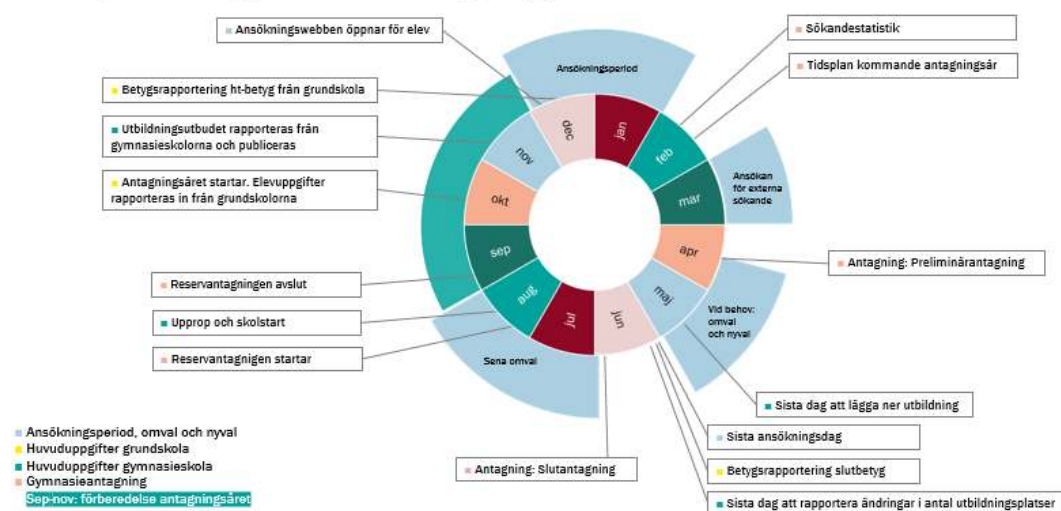 Ansökningswebben öppnar för elev
Betygsrapportering ht-betyg från grundskola
Utbildningsutbudet rapporteras från
gymnasieskolorna och publiceras
Antagningsåret startar. Elevuppgifter
rapporteras in från grundskolorna
Reservantagningen avslut
Upprop och skolstart
Reservantagnigen startar
Ansökningsperiod
dec
jan
nov
feb
okt
mar
sep
apr
aug
maj
jul
jun
Sökandestatistik
Tidsplan kommande antagningsår
Ansökan
för externa
sökande
Antagning: Preliminärantagning
Vid behov:
omval
och nyval
Sena omval
Sista dag att lägga ner utbildning
Sista ansökningsdag
Antagning: Slutantagning
Betygsrapportering slutbetyg
Sista dag att rapportera ändringar i antal utbildningsplatser
Ansökningsperiod, omval och nyval
Huvuduppgifter grundskola
Huvuduppgifter gymnasieskola
Gymnasieantagning
Sep-nov: förberedelse antagningsåret